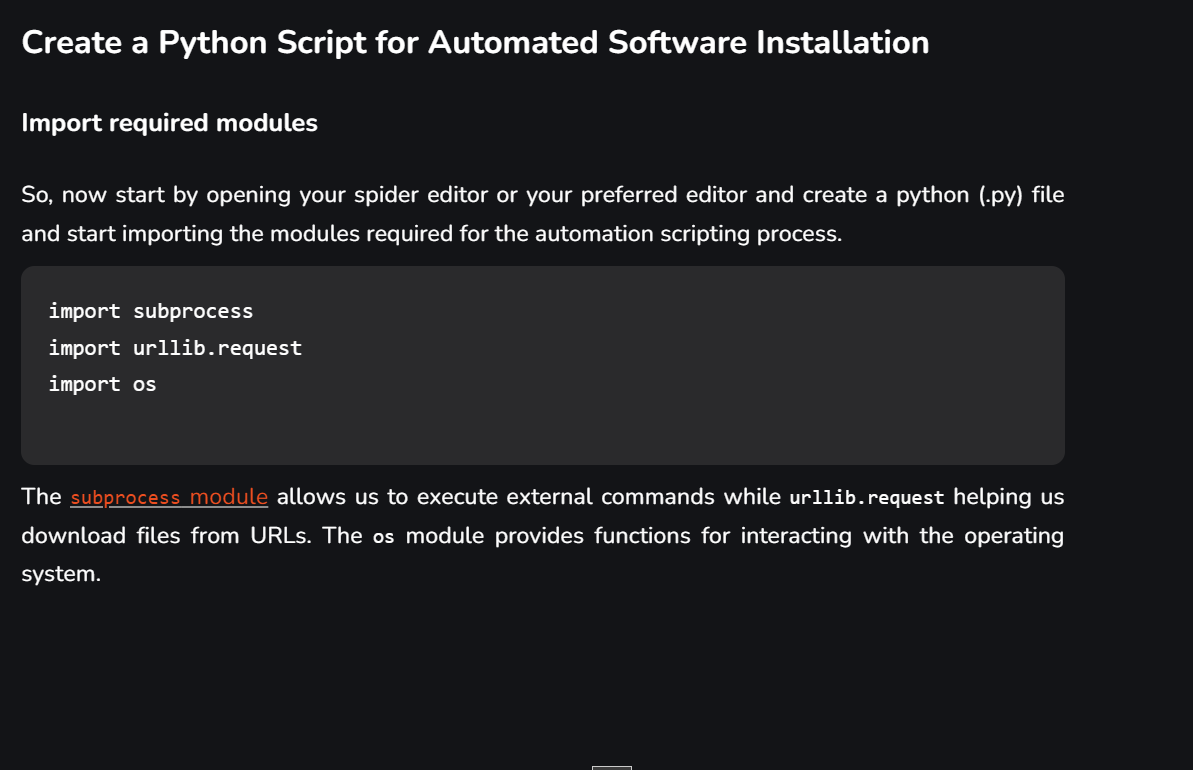 Create a Python Script for Automated Software Installation
Import required modules
So, now start by opening your spider editor or your preferred editor and create a python (.py) file
and start importing the modules required for the automation scripting process.
import subprocess
import urllib.request
import os
The subprocess module allows us to execute external commands while urllib.request helping us
download files from URLs. The os module provides functions for interacting with the operating
system.